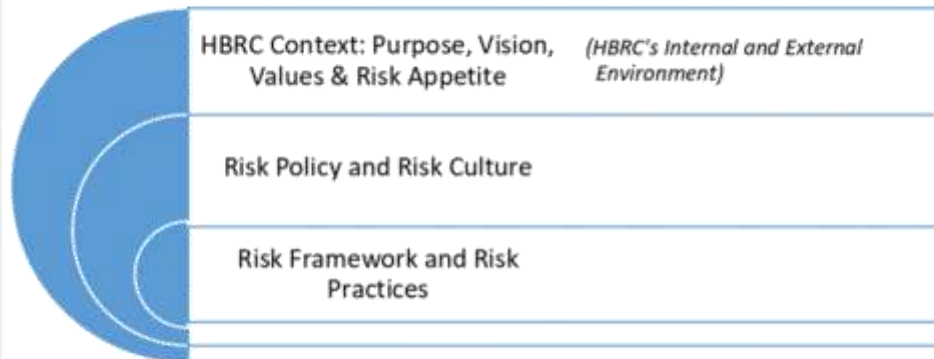 HBRC Context: Purpose, Vision,
Values & Risk Appetite
(HBRC's Internal and External
Environment)
Risk Policy and Risk Culture
Risk Framework and Risk
Practices